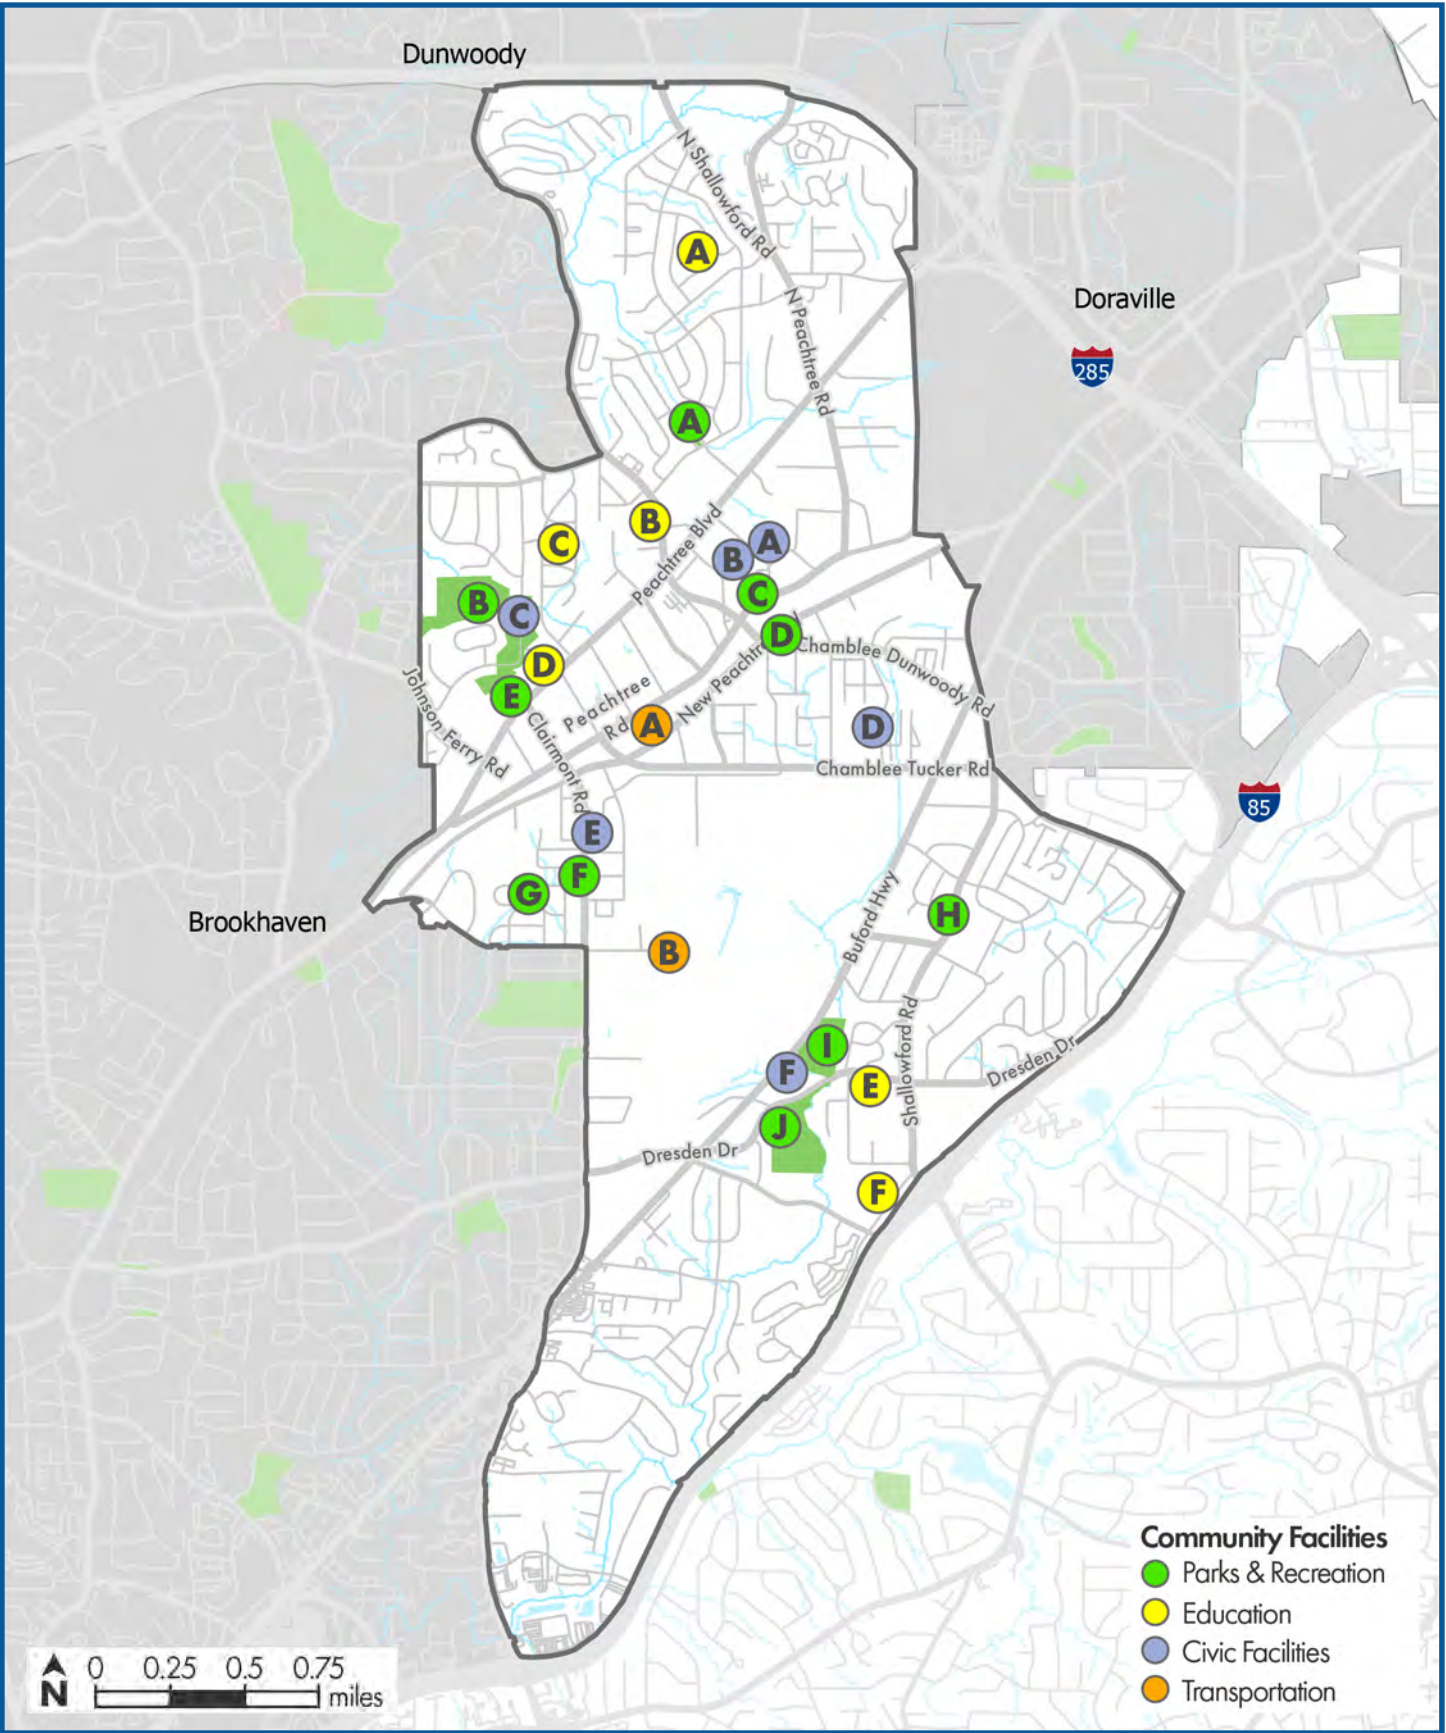 Dunwoody
N Shallowford Rd
A
Doraville
N Peachtree Rd
285
A
B
Peachtree Blvd
C
A
B
B
C
C
D
Chamblee Dunwoody Rd
D
E
Johnson Ferry Rd
Clairmont Rd
Peachtree
Rd
A
New Peachtr
D
Chamblee Tucker Rd
85
E
F
G
Brookhaven
H
Buford Hwy
B
Shallowford Rd
I
F
E
Dresden Dr
J
Dresden Dr
F
Community Facilities
Parks & Recreation
Education
Civic Facilities
Transportation
N
0 0.25 0.5 0.75
miles